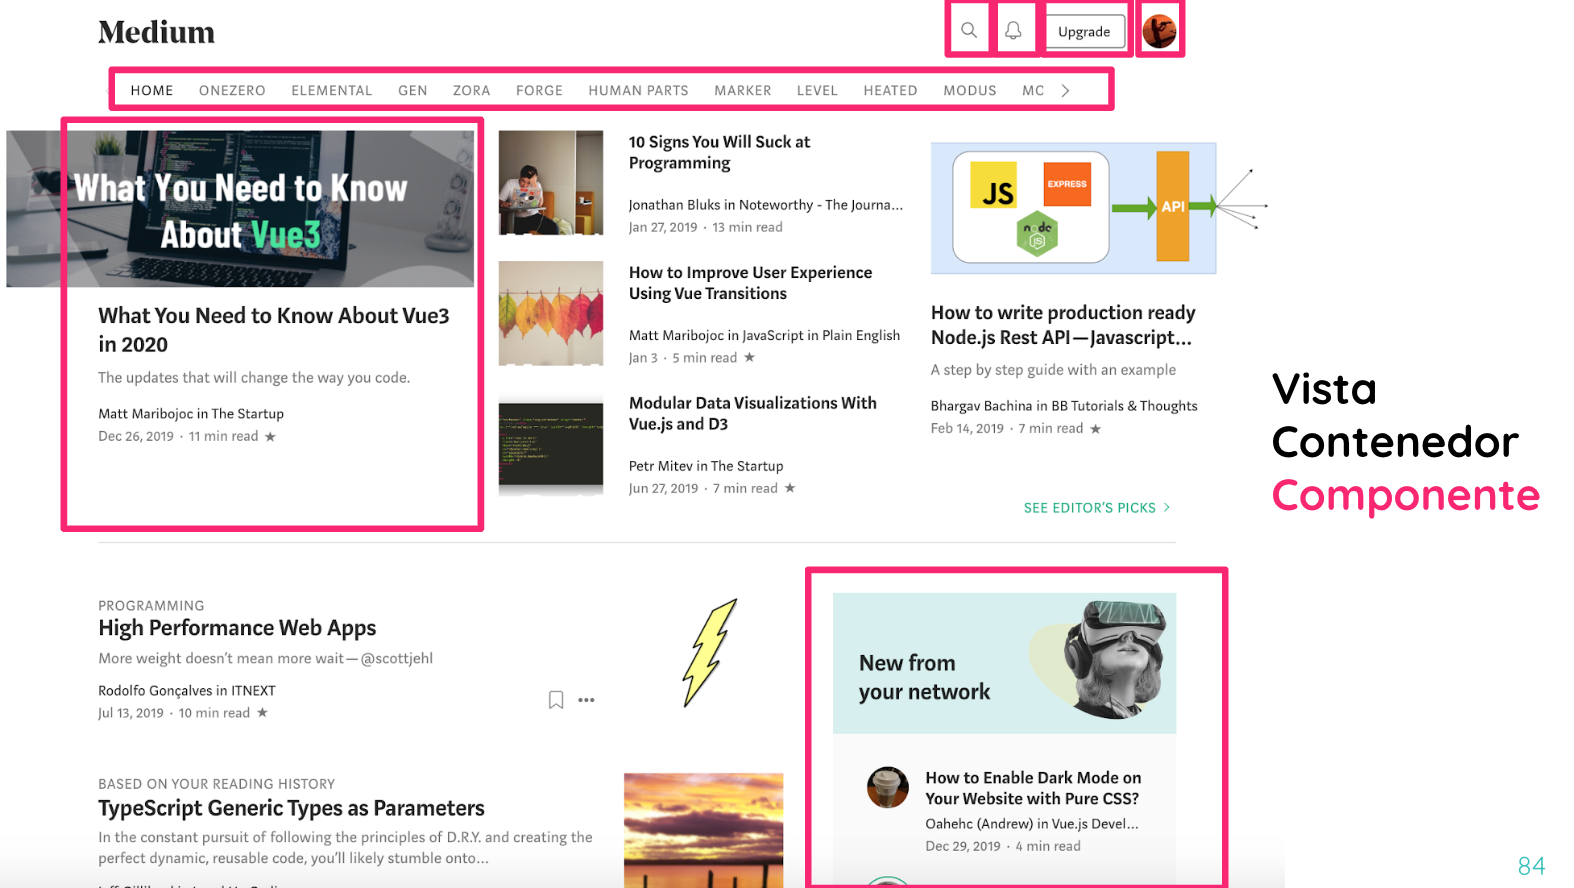 Medium
Upgrade
HOME ONEZERO ELEMENTAL GEN ZORA FORGE HUMAN PARTS MARKER LEVEL HEATED MODUS MC
What You Need to Know
About Vue3
What You Need to Know About Vue3
in 2020
The updates that will change the way you code.
Matt Maribojoc in The Startup
Dec 26, 2019 · 11 min read ★
10 Signs You Will Suck at
Programming
Jonathan Bluks in Noteworthy - The Journa...
Jan 27, 2019 · 13 min read
How to Improve User Experience
Using Vue Transitions
Matt Maribojoc in JavaScript in Plain English
Jan 3 · 5 min read ★
Modular Data Visualizations With
Vue.js and D3
Petr Mitev in The Startup
Jun 27, 2019 · 7 min read ★
JS
EXPRESS
node
JS
API
How to write production ready
Node.js Rest API — Javascript...
A step by step guide with an example
Bhargav Bachina in BB Tutorials & Thoughts
Feb 14, 2019 · 7 min read ★
SEE EDITOR'S PICKS
Vista
Contenedor
Componente
PROGRAMMING
High Performance Web Apps
More weight doesn't mean more wait — @scottjehl
Rodolfo Gonçalves in ITNEXT
Jul 13, 2019 · 10 min read ★
BASED ON YOUR READING HISTORY
TypeScript Generic Types as Parameters
In the constant pursuit of following the principles of D.R.Y. and creating the
perfect dynamic, reusable code, you'll likely stumble onto...
New from
your network
How to Enable Dark Mode on
Your Website with Pure CSS?
Oahehc (Andrew) in Vue.js Devel...
Dec 29, 2019 · 4 min read
84